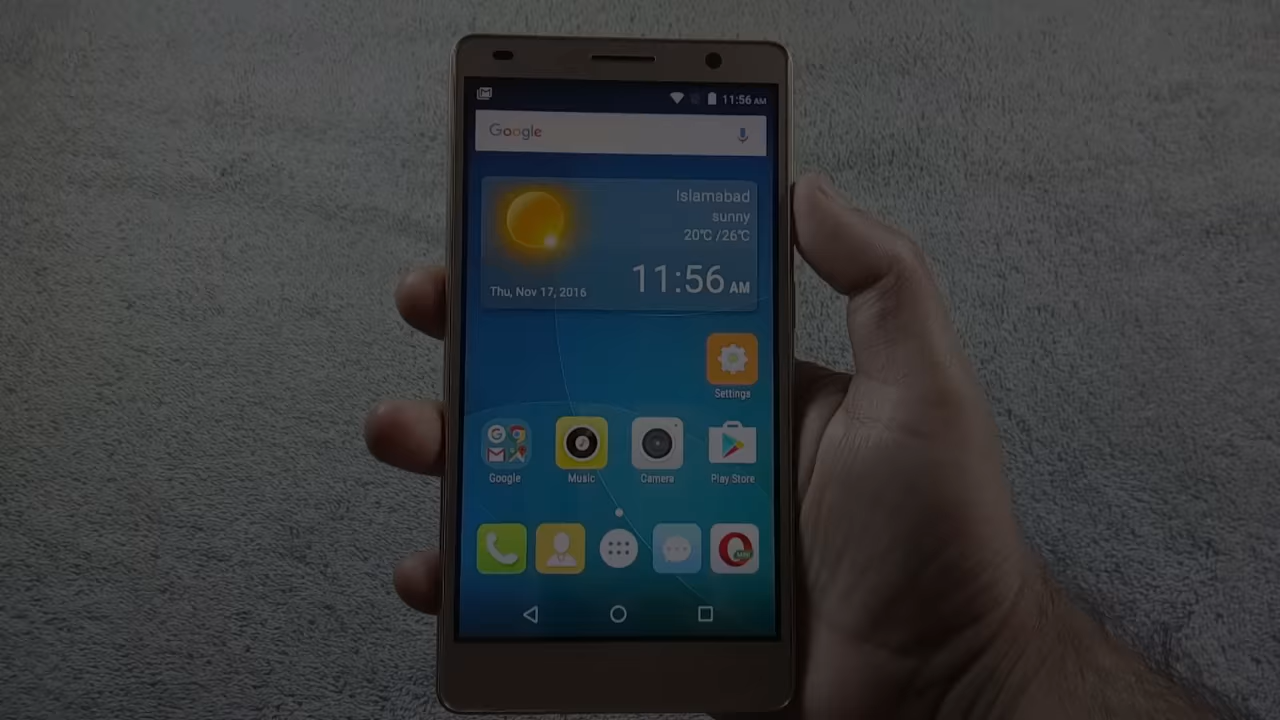 11:56 AM
Google
Islamabad
sunny
20℃ /26℃
11:56 AM
Thu, Nov 17, 2016
Settings
Google
Music
Camera
Play Store